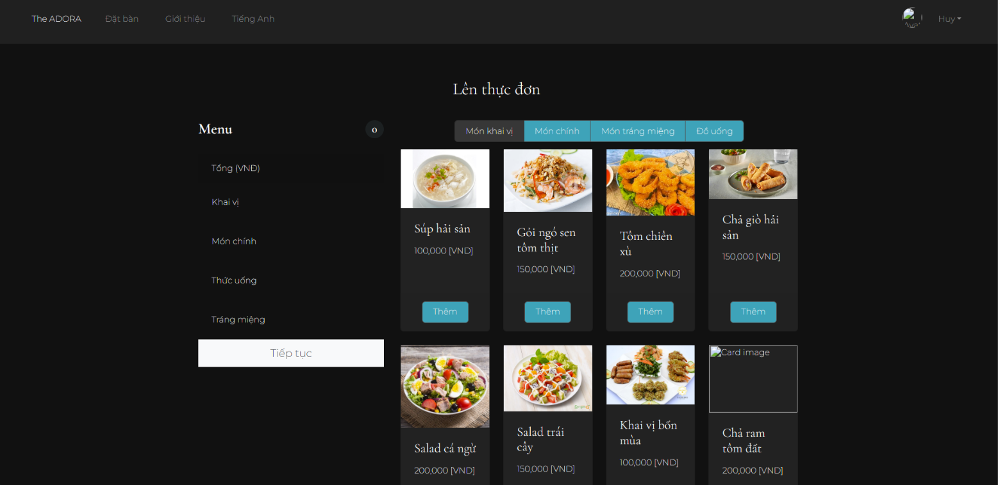 The ADORA
Đặt bàn
Giới thiệu
Tiếng Anh
Huy
Lên thực đơn
Menu
0
Tổng (VNĐ)
Khai vị
Món chính
Thức uống
Tráng miệng
Tiếp tục
Món khai vị
Món chính
Món tráng miệng
Đồ uống
Súp hải sản
100,000 [VND]
Thêm
Gỏi ngó sen
tôm thịt
150,000 [VND]
Thêm
Tôm chiên
xù
200,000 [VND]
Thêm
Chả giò hải
sản
150,000 [VND]
Thêm
Salad cá ngừ
200,000 [VND]
Salad trái
cây
150,000 [VND]
Khai vị bốn
mùa
100,000 [VND]
Card image
Chả ram
tôm đất
200,000 [VND]